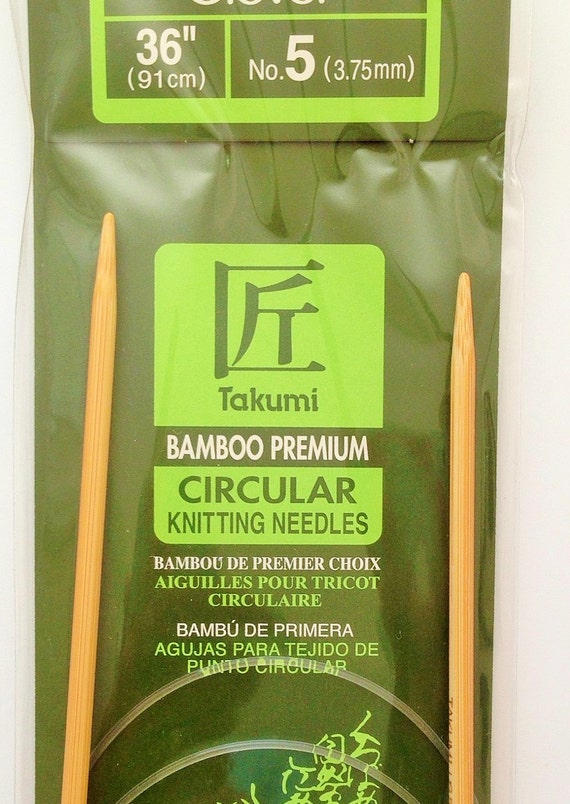 Clover
36"
(91cm)
No.5 (3.75mm)
匠
Takumi
BAMBOO PREMIUM
CIRCULAR
KNITTING NEEDLES
BAMBOU DE PREMIER CHOIX
AIGUILLES POUR TRICOT
CIRCULAIRE
BAMBÚ DE PRIMERA
AGUJAS PARA TEJIDO DE
PUNTO CIRCULAR